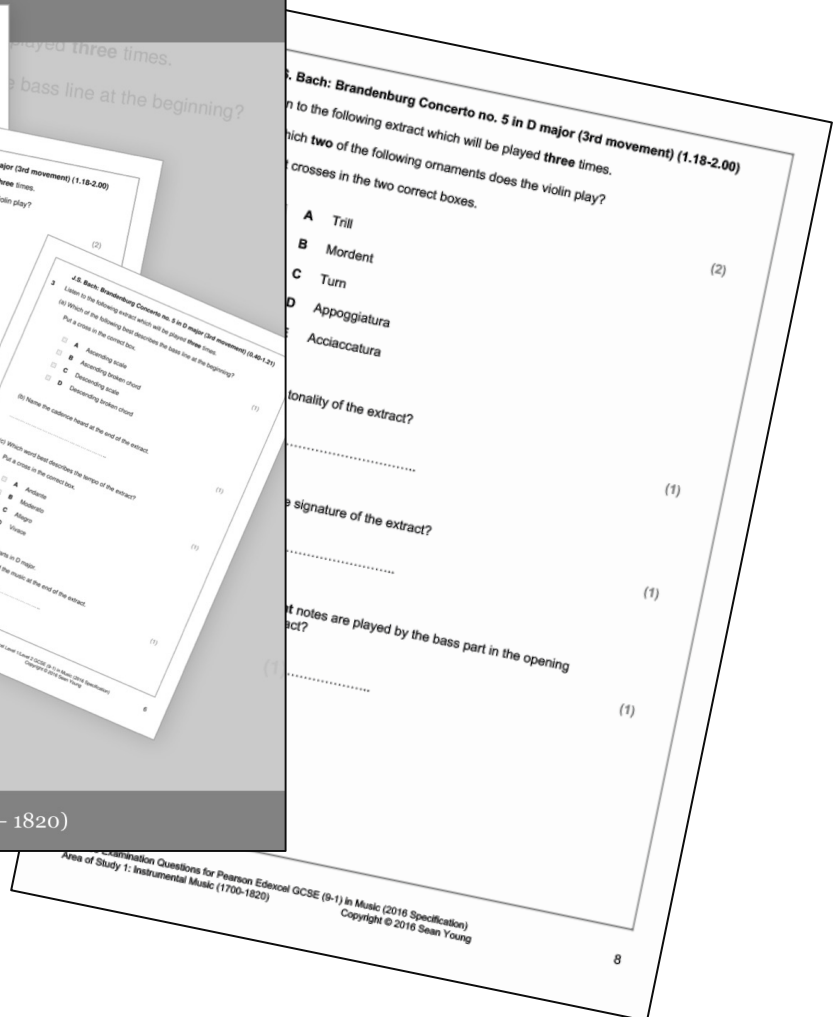 played three times.
bass line at the beginning?
ajor (3rd movement) (1.18-2.00)
three times.
iolin play?
(2)
3
J.S. Bach: Brandenburg Concerto no. 5 in D major (3rd movement) (0.40-1.21)
Listen to the following extract which will be played three times.
(a) Which of the following best describes the bass line at the beginning?
Put a cross in the correct box.
A Ascending scale
B Ascending broken chord
C Descending scale
D Descending broken chord
(1)
(b) Name the cadence heard at the end of the extract.
(1)
(c) Which word best describes the tempo of the extract?
Put a cross in the correct box.
A Andante
B Moderato
C Allegro
D Vivace
(1)
arts in D major.
the music at the end of the extract.
(1)
Copyright © 2016 Sean Young
6
– 1820)
S. Bach: Brandenburg Concerto no. 5 in D major (3rd movement) (1.18-2.00)
n to the following extract which will be played three times.
hich two of the following ornaments does the violin play?
t crosses in the two correct boxes.
A Trill
B Mordent
C Turn
D Appoggiatura
E Acciaccatura
(2)
tonality of the extract?
(1)
e signature of the extract?
(1)
nt notes are played by the bass part in the opening
act?
(1)
(1)
Examination Questions for Pearson Edexcel GCSE (9-1) in Music (2016 Specification)
Area of Study 1: Instrumental Music (1700-1820)
Copyright © 2016 Sean Young
8